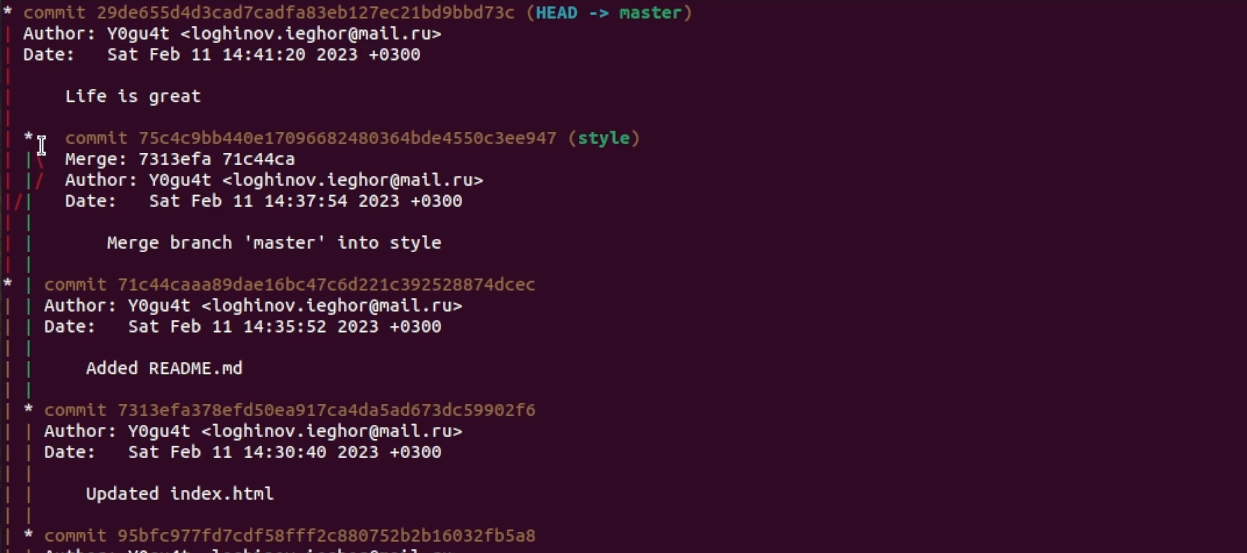 * commit 29de655d4d3cad7cadfa83eb127ec21bd9bbd73c (HEAD -> master)
| Author: Y0gu4t <loghinov.ieghor@mail.ru>
| Date:   Sat Feb 11 14:41:20 2023 +0300
|
|     Life is great
|
| *   commit 75c4c9bb440e17096682480364bde4550c3ee947 (style)
| |\  Merge: 7313efa 71c44ca
| |/  Author: Y0gu4t <loghinov.ieghor@mail.ru>
|/|   Date:   Sat Feb 11 14:37:54 2023 +0300
| |
| |       Merge branch 'master' into style
| |
* | commit 71c44caaa89dae16bc47c6d221c392528874dcec
| | Author: Y0gu4t <loghinov.ieghor@mail.ru>
| | Date:   Sat Feb 11 14:35:52 2023 +0300
| |
| |     Added README.md
| |
| * commit 7313efa378efd50ea917ca4da5ad673dc59902f6
| | Author: Y0gu4t <loghinov.ieghor@mail.ru>
| | Date:   Sat Feb 11 14:30:40 2023 +0300
| |
| |     Updated index.html
| |
| * commit 95bfc977fd7cdf58fff2c880752b2b16032fb5a8